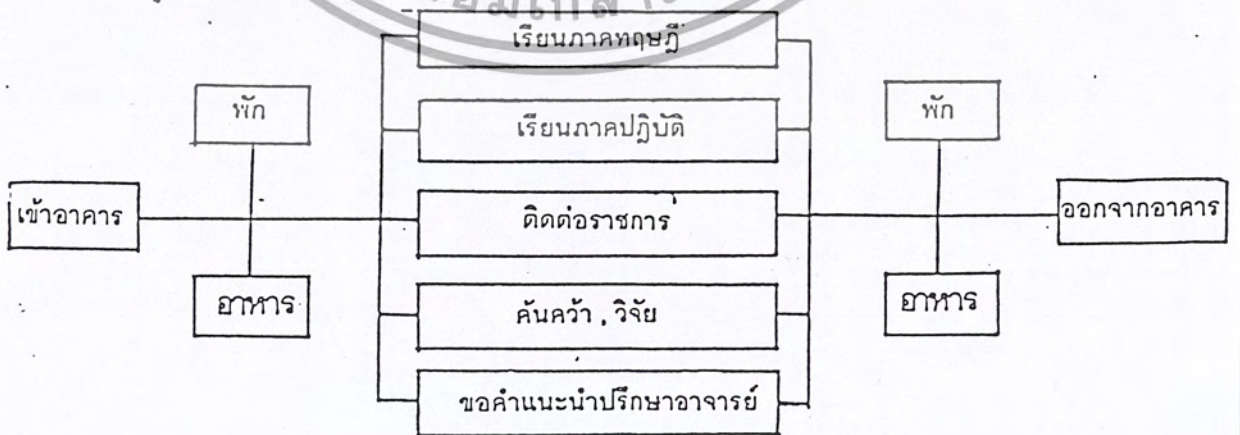 เรียนภาคทฤษฎี
พัก
เรียนภาคปฏิบัติ
พัก
เข้าอาคาร
ติดต่อราชการ
ออกจากอาคาร
อาหาร
ค้นคว้า , วิจัย
อาหาร
ขอคำแนะนำปรึกษาอาจารย์